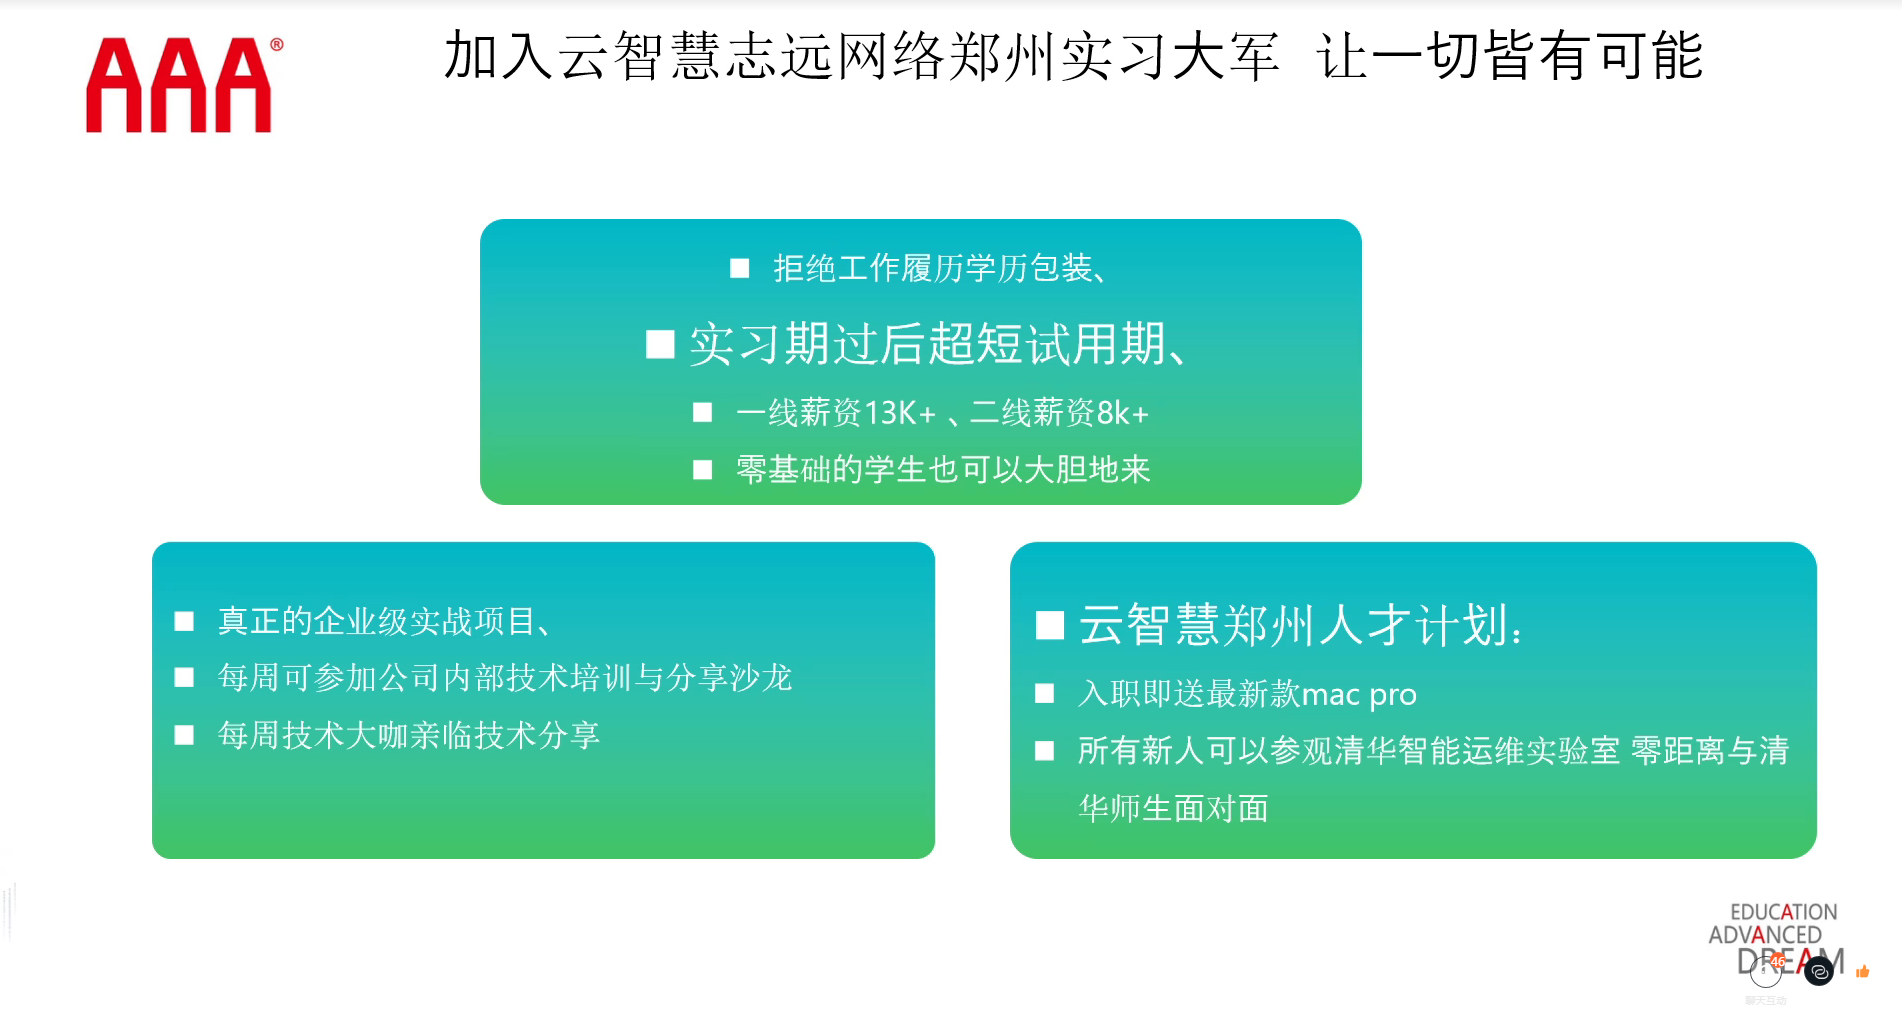 AAA®
加入云智慧志远网络郑州实习大军 让一切皆有可能
■ 拒绝工作履历学历包装、
■ 实习期过后超短试用期、
■ 一线薪资13K+ 、二线薪资8k+
■ 零基础的学生也可以大胆地来
■ 真正的企业级实战项目、
■ 每周可参加公司内部技术培训与分享沙龙
■ 每周技术大咖亲临技术分享
■ 云智慧郑州人才计划：
■ 入职即送最新款mac pro
■ 所有新人可以参观清华智能运维实验室 零距离与清
华师生面对面
EDUCATION
ADVANCED
DREAM
46
聊天互动